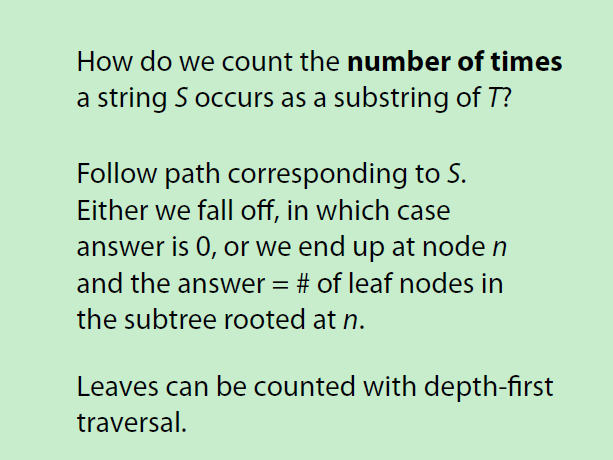 How do we count the number of times
a string S occurs as a substring of T?
Follow path corresponding to S.
Either we fall off, in which case
answer is 0, or we end up at node n
and the answer = # of leaf nodes in
the subtree rooted at n.
Leaves can be counted with depth-first
traversal.